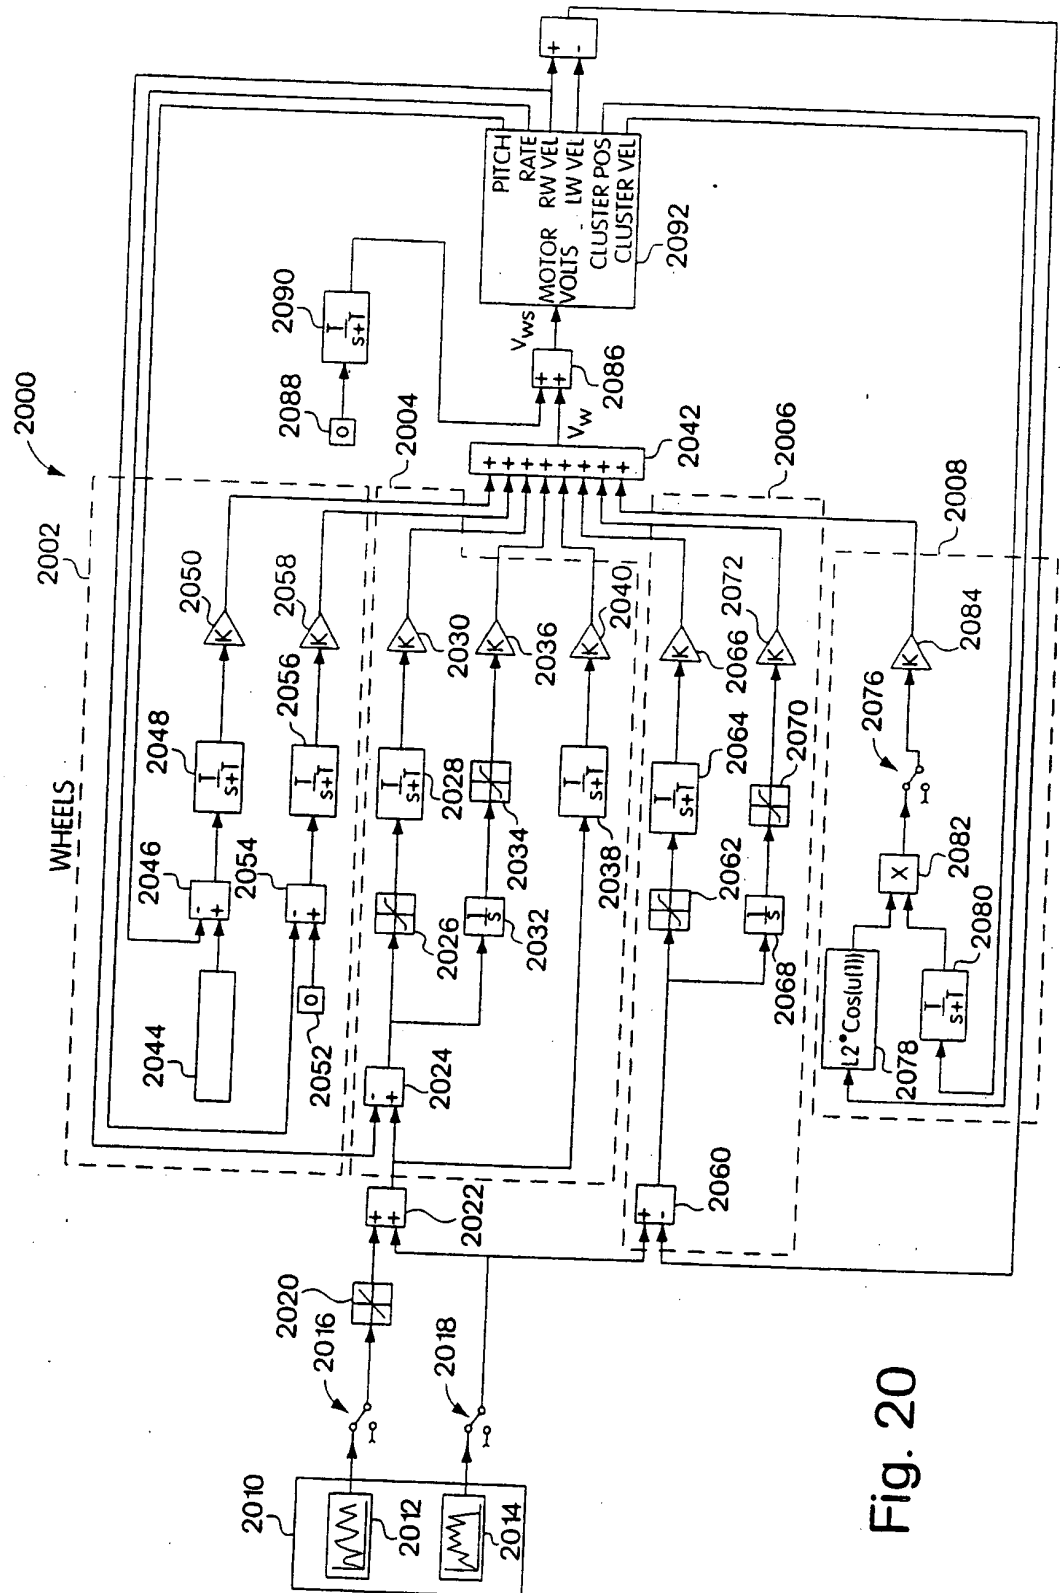 WHEELS
2000
2002
2044
2046
-
+
2048
T
s+T
K
2050
2052
0
2054
-
+
2056
T
s+T
K
2058
2004
2010
2012
2014
2016
2018
2020
2022
+
+
2024
-
+
2026
2028
T
s+T
K
2030
2032
1
s
2034
K
2036
2038
T
s+T
K
2040
2006
2060
+
-
2062
2064
T
s+T
K
2066
2068
1
s
2070
K
2072
2008
L2*Cos(u(1))
2078
T
s+T
2080
X
2082
2076
K
2084
+
+
+
+
+
+
+
+
2042
Vw
+
+
2086
Vws
2088
0
2090
T
s+T
MOTOR
VOLTS
PITCH
RATE
RW VEL
LW VEL
CLUSTER POS
CLUSTER VEL
2092
+
-
Fig. 20